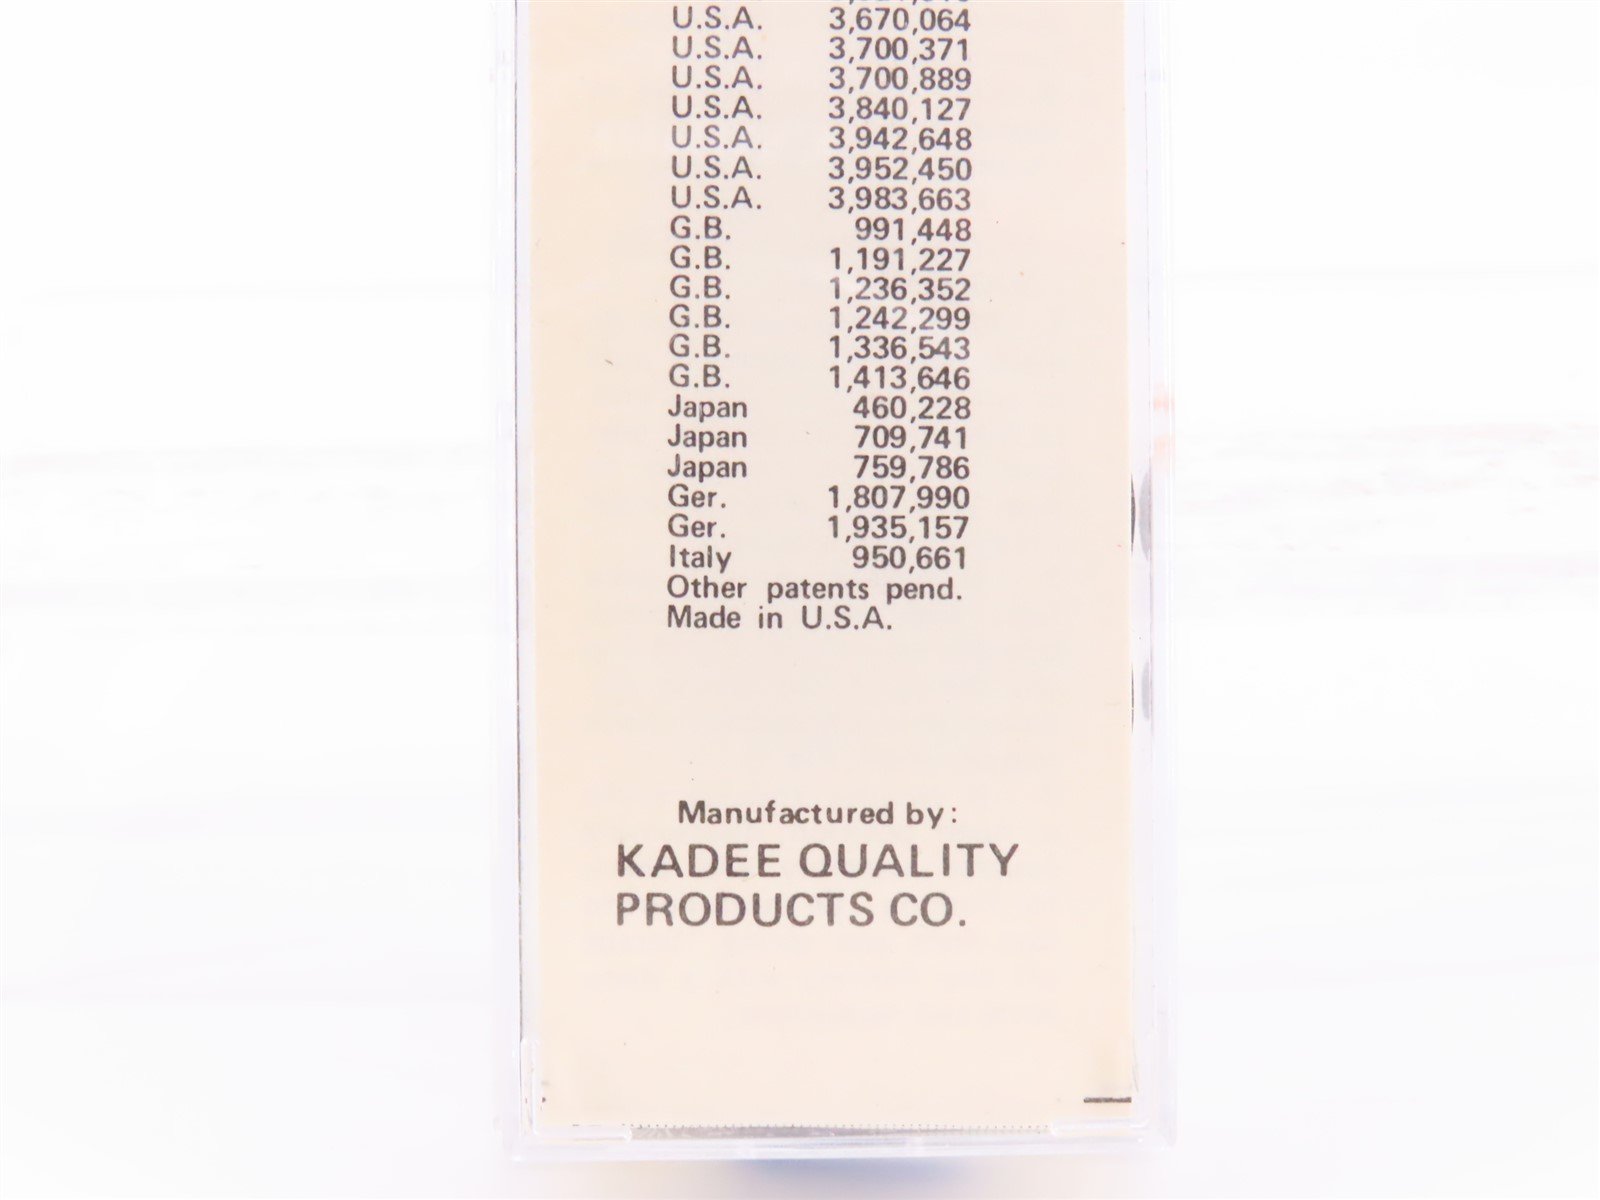 U.S.A. 3,670,064
U.S.A. 3,700,371
U.S.A. 3,700,889
U.S.A. 3,840,127
U.S.A. 3,942,648
U.S.A. 3,952,450
U.S.A. 3,983,663
G.B. 991,448
G.B. 1,191,227
G.B. 1,236,352
G.B. 1,242,299
G.B. 1,336,543
G.B. 1,413,646
Japan 460,228
Japan 709,741
Japan 759,786
Ger. 1,807,990
Ger. 1,935,157
Italy 950,661
Other patents pend.
Made in U.S.A.
Manufactured by:
KADEE QUALITY
PRODUCTS CO.